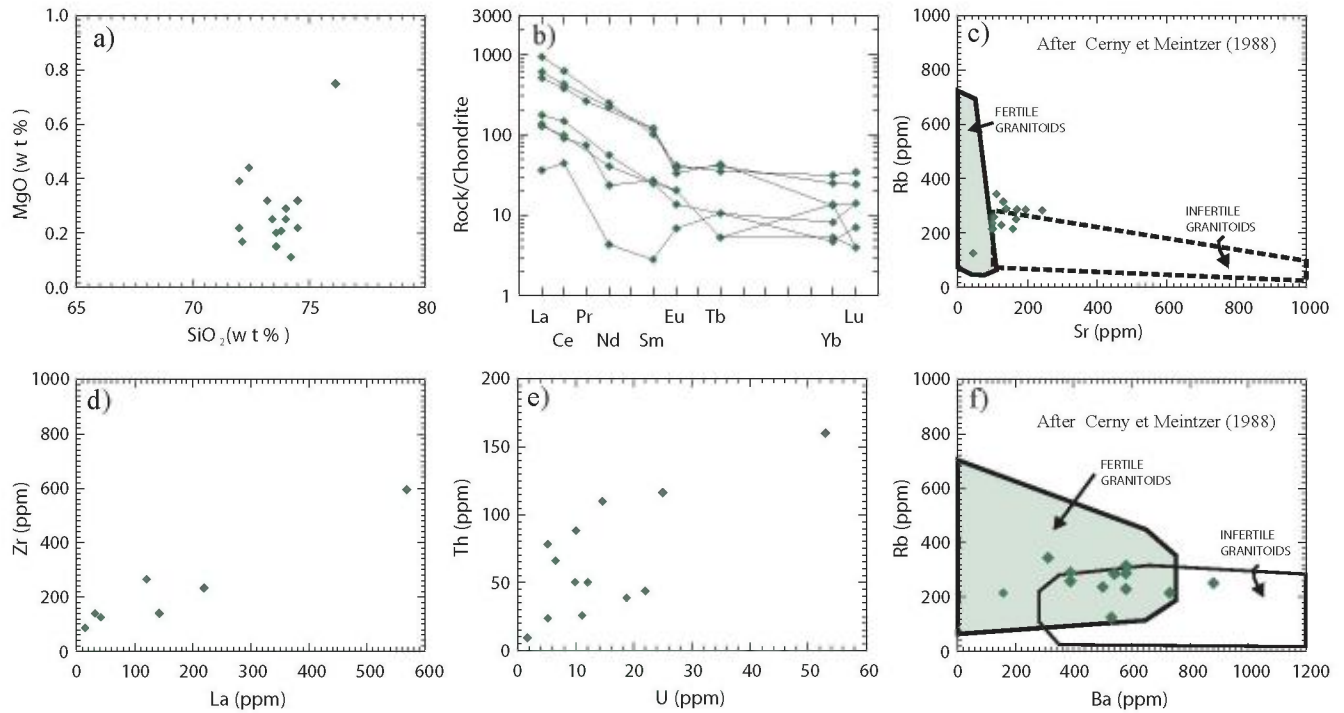 a)
1.0
0.8
0.6
0.4
0.2
0.0
MgO (w t %)
65
70
75
80
SiO₂(w t % )
b)
3000
1000
100
10
1
Rock/Chondrite
La
Pr
Eu
Tb
Lu
Ce
Nd
Sm
Yb
c)
After Cerny et Meintzer (1988)
1000
800
600
400
200
0
Rb (ppm)
FERTILE
GRANITOIDS
INFERTILE
GRANITOIDS
0
200
400
600
800
1000
Sr (ppm)
d)
1000
800
600
400
200
0
Zr (ppm)
0
100
200
300
400
500
600
La (ppm)
e)
200
150
100
50
0
Th (ppm)
0
10
20
30
40
50
60
U (ppm)
f)
After Cerny et Meintzer (1988)
1000
800
600
400
200
0
Rb (ppm)
FERTILE
GRANITOIDS
INFERTILE
GRANITOIDS
0
200
400
600
800
1000
1200
Ba (ppm)